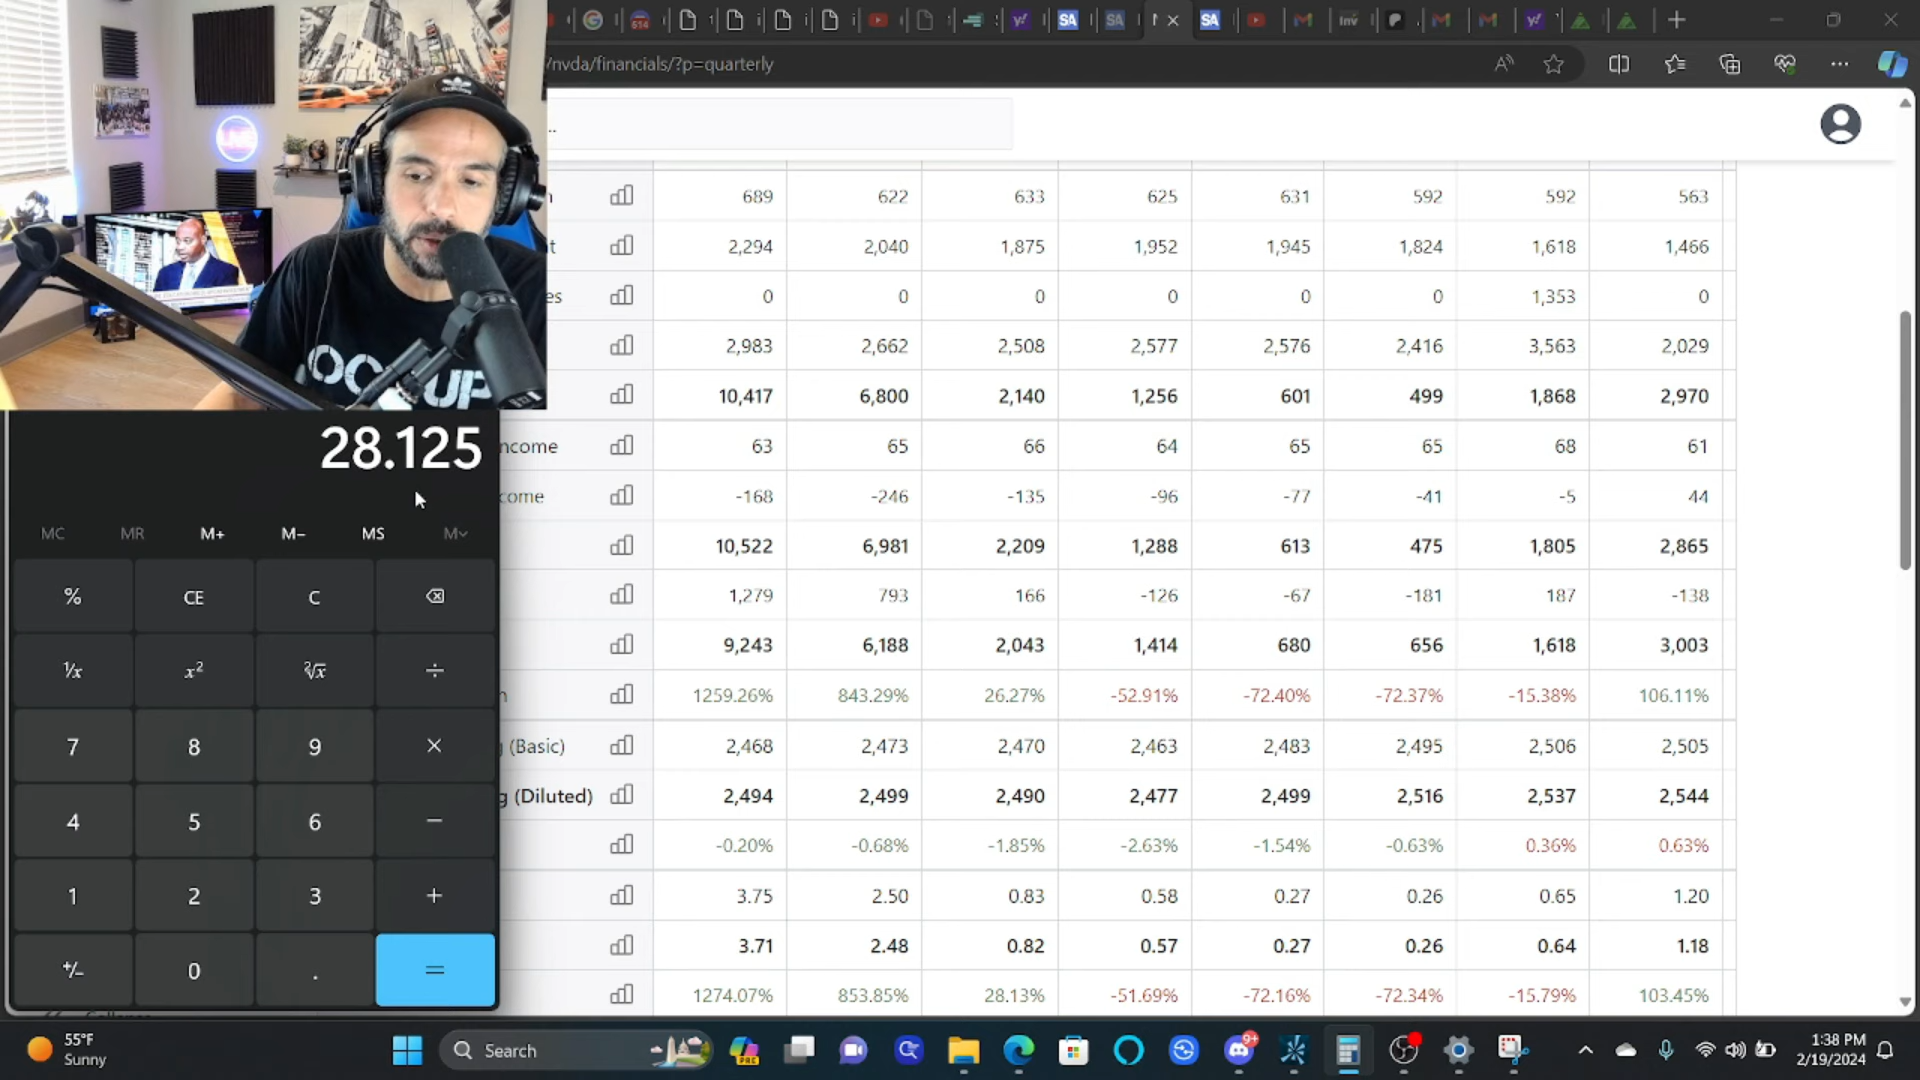 /nvda/financials/?p=quarterly
LIVE
OCCUP
28.125
MC MR M+ M- MS M
% CE C
¹/x x² ²√x ÷
7 8 9 ×
4 5 6 −
1 2 3 +
+/− 0 . =
689 622 633 625 631 592 592 563
2,294 2,040 1,875 1,952 1,945 1,824 1,618 1,466
0 0 0 0 0 0 1,353 0
2,983 2,662 2,508 2,577 2,576 2,416 3,563 2,029
10,417 6,800 2,140 1,256 601 499 1,868 2,970
ncome 63 65 66 64 65 65 68 61
come -168 -246 -135 -96 -77 -41 -5 44
10,522 6,981 2,209 1,288 613 475 1,805 2,865
1,279 793 166 -126 -67 -181 187 -138
9,243 6,188 2,043 1,414 680 656 1,618 3,003
1259.26% 843.29% 26.27% -52.91% -72.40% -72.37% -15.38% 106.11%
g (Basic) 2,468 2,473 2,470 2,463 2,483 2,495 2,506 2,505
g (Diluted) 2,494 2,499 2,490 2,477 2,499 2,516 2,537 2,544
-0.20% -0.68% -1.85% -2.63% -1.54% -0.63% 0.36% 0.63%
3.75 2.50 0.83 0.58 0.27 0.26 0.65 1.20
3.71 2.48 0.82 0.57 0.27 0.26 0.64 1.18
1274.07% 853.85% 28.13% -51.69% -72.16% -72.34% -15.79% 103.45%
55°F
Sunny
Search
9+
1:38 PM
2/19/2024